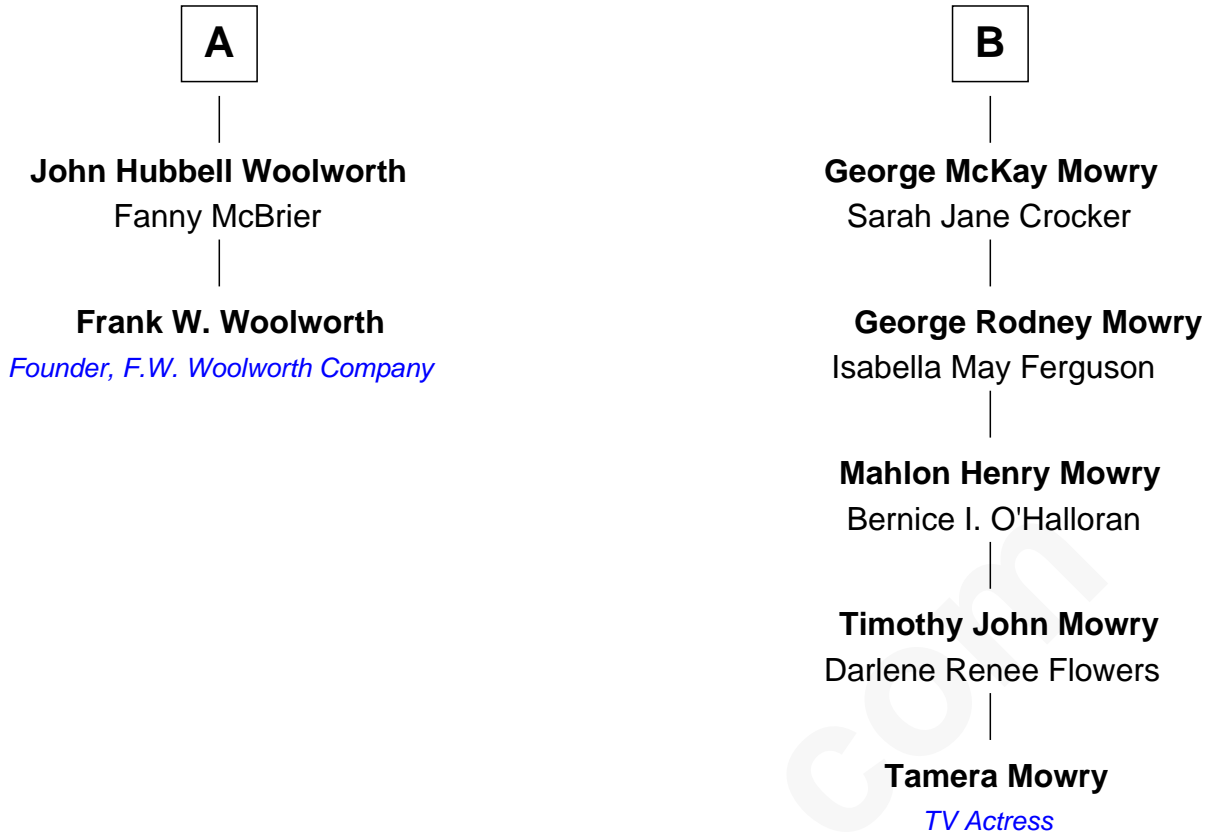 A
John Hubbell Woolworth
Fanny McBrier
Frank W. Woolworth
Founder, F.W. Woolworth Company
B
George McKay Mowry
Sarah Jane Crocker
George Rodney Mowry
Isabella May Ferguson
Mahlon Henry Mowry
Bernice I. O'Halloran
Timothy John Mowry
Darlene Renee Flowers
Tamera Mowry
TV Actress
com